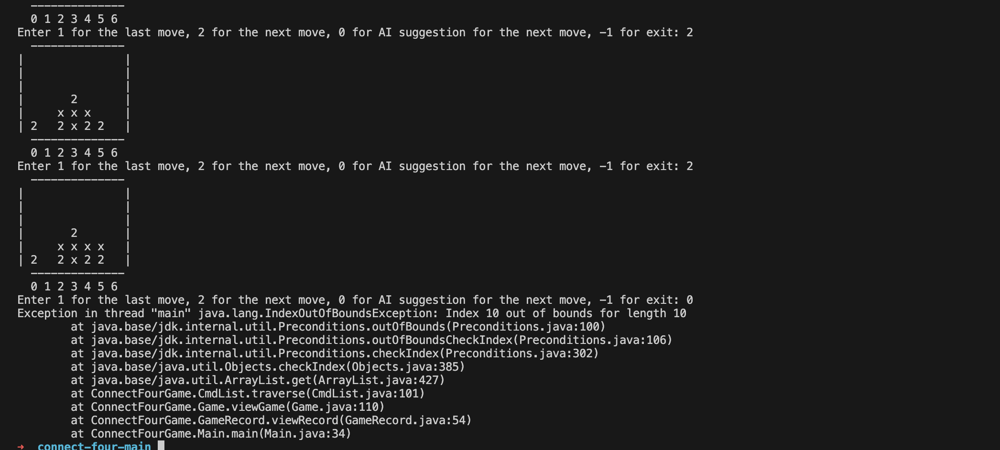 --------------
0 1 2 3 4 5 6
Enter 1 for the last move, 2 for the next move, 0 for AI suggestion for the next move, -1 for exit: 2
  --------------
|               |
|               |
|               |
|       2       |
|     x x x     |
| 2   2 x 2 2   |
  --------------
  0 1 2 3 4 5 6
Enter 1 for the last move, 2 for the next move, 0 for AI suggestion for the next move, -1 for exit: 2
  --------------
|               |
|               |
|               |
|       2       |
|     x x x x   |
| 2   2 x 2 2   |
  --------------
  0 1 2 3 4 5 6
Enter 1 for the last move, 2 for the next move, 0 for AI suggestion for the next move, -1 for exit: 0
Exception in thread "main" java.lang.IndexOutOfBoundsException: Index 10 out of bounds for length 10
        at java.base/jdk.internal.util.Preconditions.outOfBounds(Preconditions.java:100)
        at java.base/jdk.internal.util.Preconditions.outOfBoundsCheckIndex(Preconditions.java:106)
        at java.base/jdk.internal.util.Preconditions.checkIndex(Preconditions.java:302)
        at java.base/java.util.Objects.checkIndex(Objects.java:385)
        at java.base/java.util.ArrayList.get(ArrayList.java:427)
        at ConnectFourGame.CmdList.traverse(CmdList.java:101)
        at ConnectFourGame.Game.viewGame(Game.java:110)
        at ConnectFourGame.GameRecord.viewRecord(GameRecord.java:54)
        at ConnectFourGame.Main.main(Main.java:34)
➜  connect-four-main